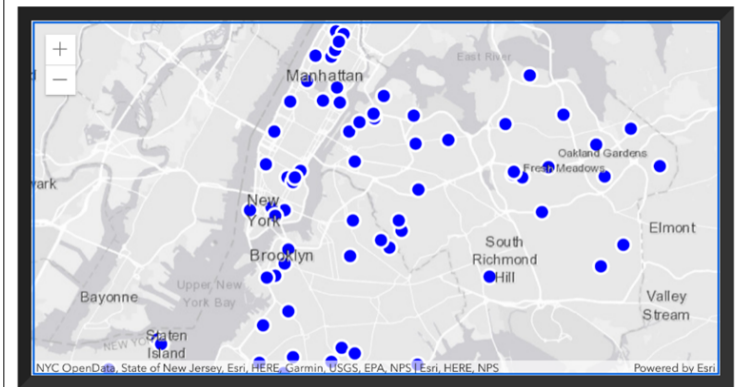 +
East River
Manhattan
−
Oakland Gardens
Fresh Meadows
ark
New
York
Elmont
South
Richmond
Hill
Brooklyn
Upper New
York Bay
Bayonne
Valley
Stream
Staten
Island
NEW YO
NYC OpenData, State of New Jersey, Esri, HERE, Garmin, USGS, EPA, NPS | Esri, HERE, NPS
Powered by Esri